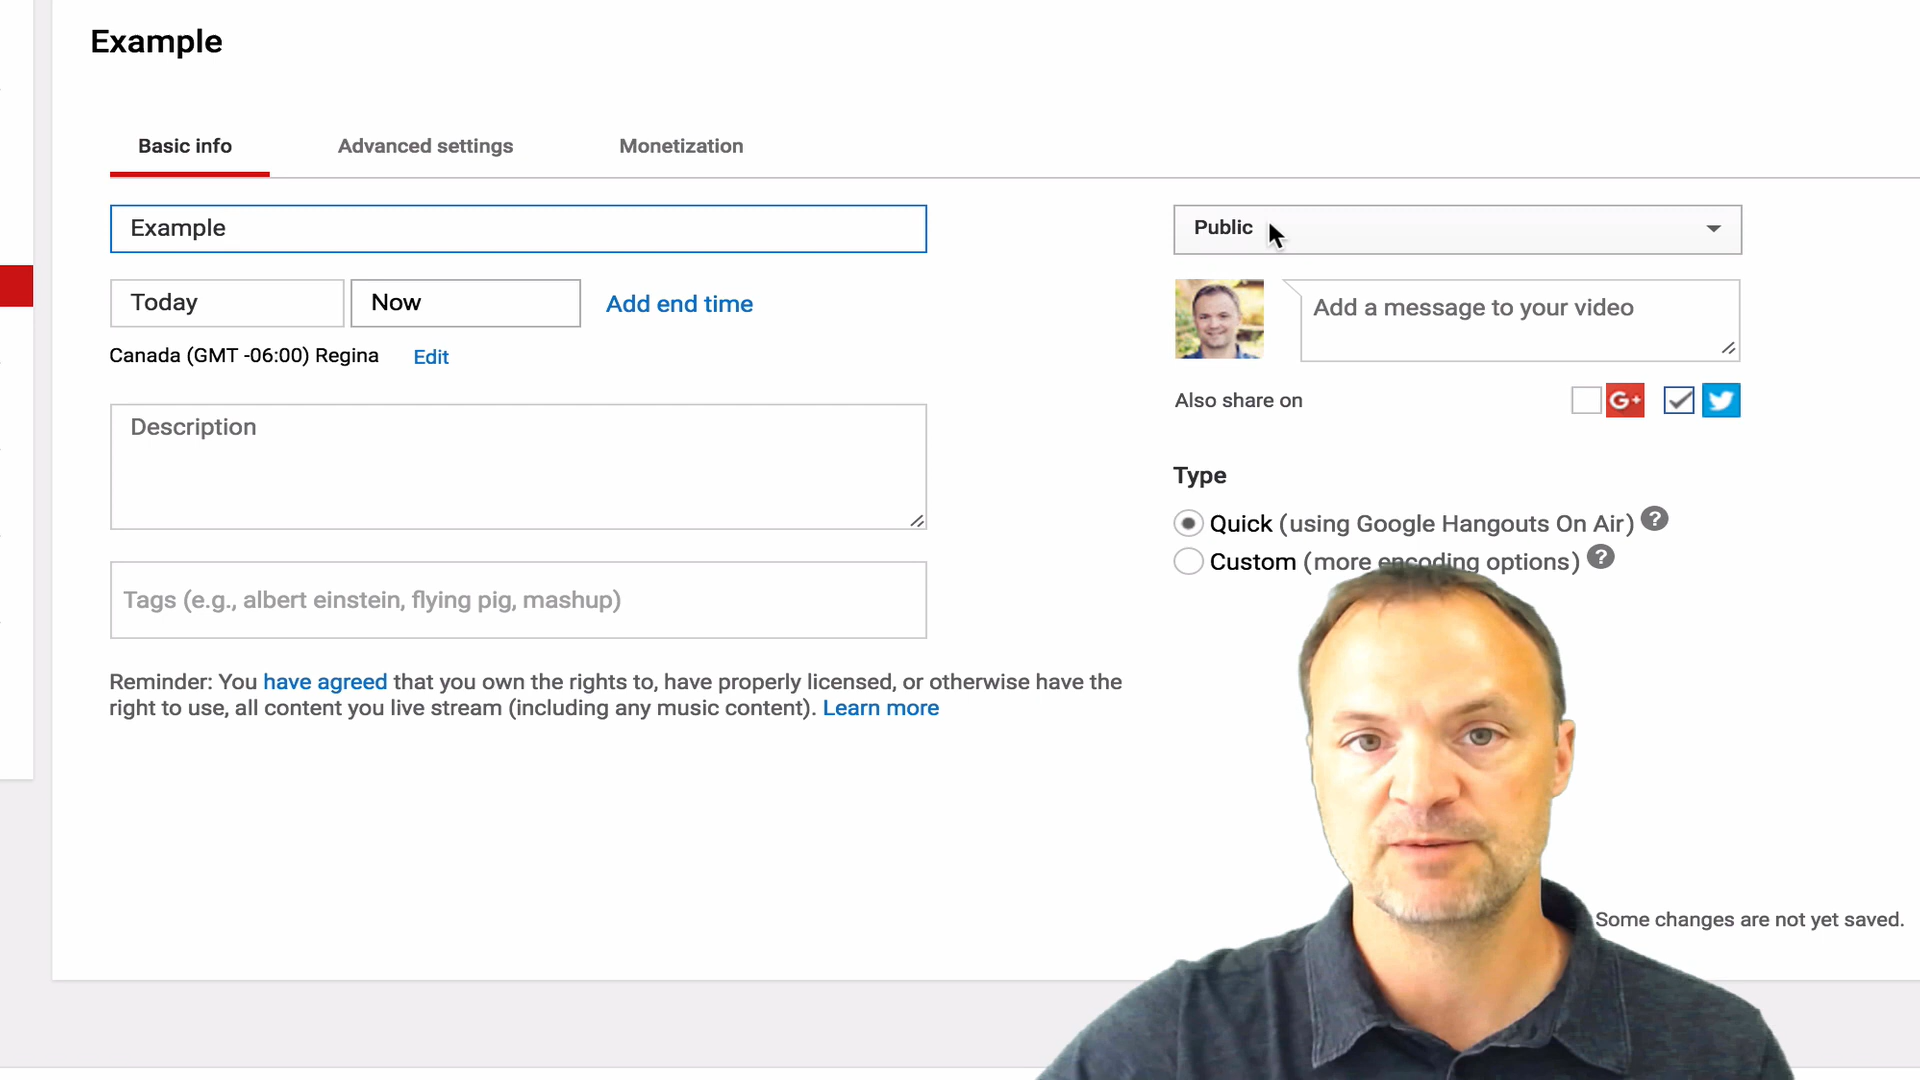 Example
Basic info
Advanced settings
Monetization
Example
Public
Today
Now
Add end time
Add a message to your video
Canada (GMT -06:00) Regina
Edit
Also share on
G+
Description
Type
Quick (using Google Hangouts On Air) ?
Custom (more encoding options) ?
Tags (e.g., albert einstein, flying pig, mashup)
Reminder: You have agreed that you own the rights to, have properly licensed, or otherwise have the
right to use, all content you live stream (including any music content). Learn more
Some changes are not yet saved.